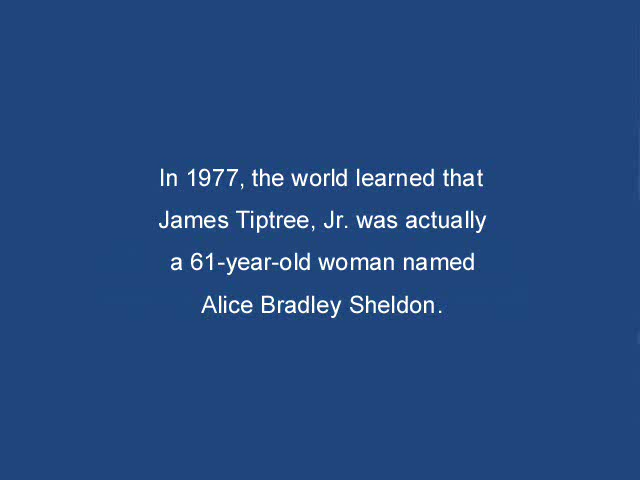 In 1977, the world learned that
James Tiptree, Jr. was actually
a 61-year-old woman named
Alice Bradley Sheldon.